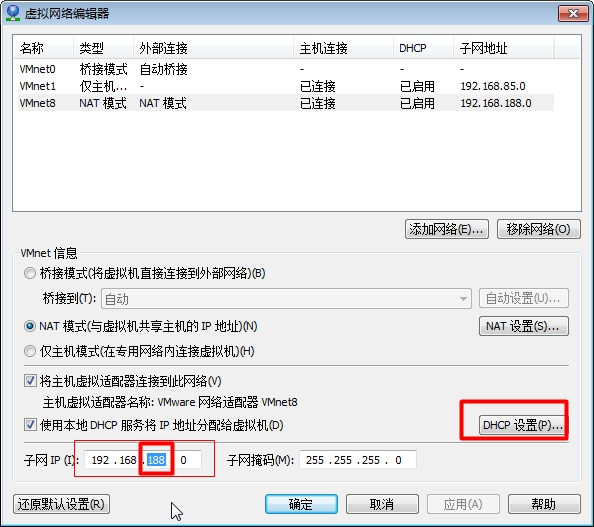 虚拟网络编辑器
名称 类型 外部连接 主机连接 DHCP 子网地址
VMnet0 桥接模式 自动桥接 - - -
VMnet1 仅主机... - 已连接 已启用 192.168.85.0
VMnet8 NAT 模式 NAT 模式 已连接 已启用 192.168.188.0
添加网络(E)... 移除网络(O)
VMnet 信息
桥接模式(将虚拟机直接连接到外部网络)(B)
桥接到(T): 自动 自动设置(U)...
NAT 模式(与虚拟机共享主机的 IP 地址)(N) NAT 设置(S)...
仅主机模式(在专用网络内连接虚拟机)(H)
将主机虚拟适配器连接到此网络(V)
主机虚拟适配器名称: VMware 网络适配器 VMnet8
使用本地 DHCP 服务将 IP 地址分配给虚拟机(D) DHCP 设置(P)...
子网 IP (I): 192 .168 .188 . 0 子网掩码(M): 255 .255 .255 . 0
还原默认设置(R) 确定 取消 应用(A) 帮助